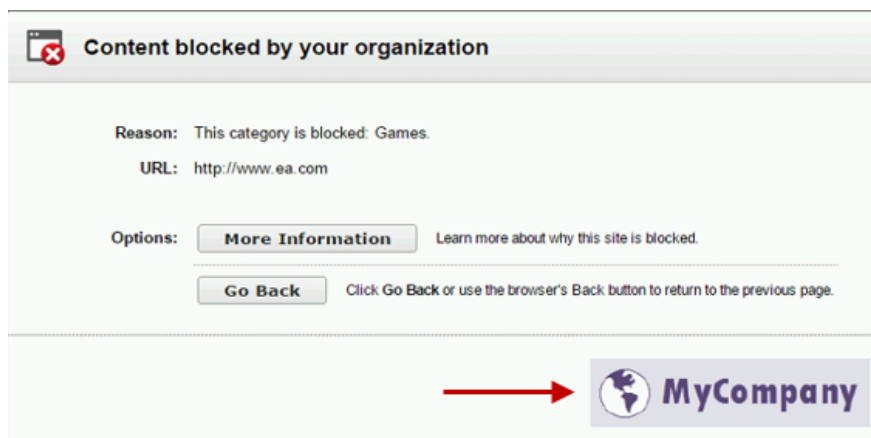 Content blocked by your organization
Reason: This category is blocked: Games.
URL: http://www.ea.com
Options: More Information Learn more about why this site is blocked.
Go Back Click Go Back or use the browser's Back button to return to the previous page.
MyCompany